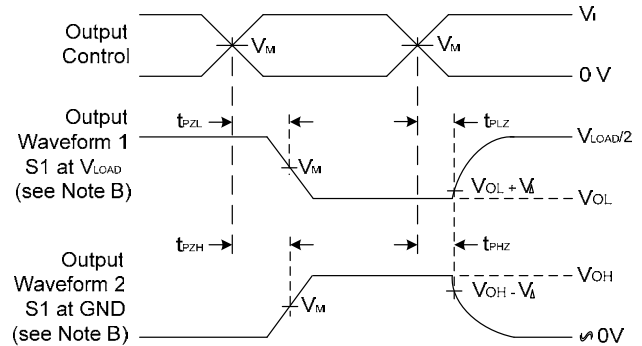 Output
Control
VM
VM
VI
0 V
Output
Waveform 1
S1 at VLOAD
(see Note B)
tPZL
tPLZ
VM
VLOAD/2
VOL + VΔ
VOL
Output
Waveform 2
S1 at GND
(see Note B)
tPZH
tPHZ
VM
VOH
VOH - VΔ
∽0V